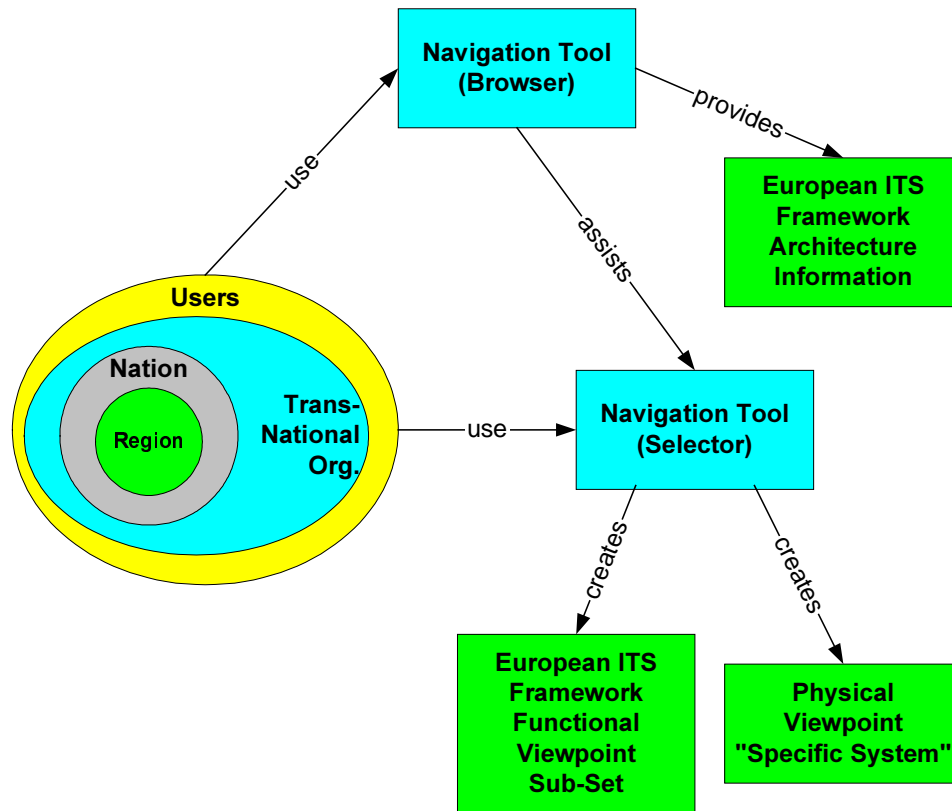 Navigation Tool
(Browser)
provides
use
European ITS
Framework
Architecture
Information
assists
Users
Nation
Region
Trans-
National
Org.
use
Navigation Tool
(Selector)
creates
creates
European ITS
Framework
Functional
Viewpoint
Sub-Set
Physical
Viewpoint
"Specific System"